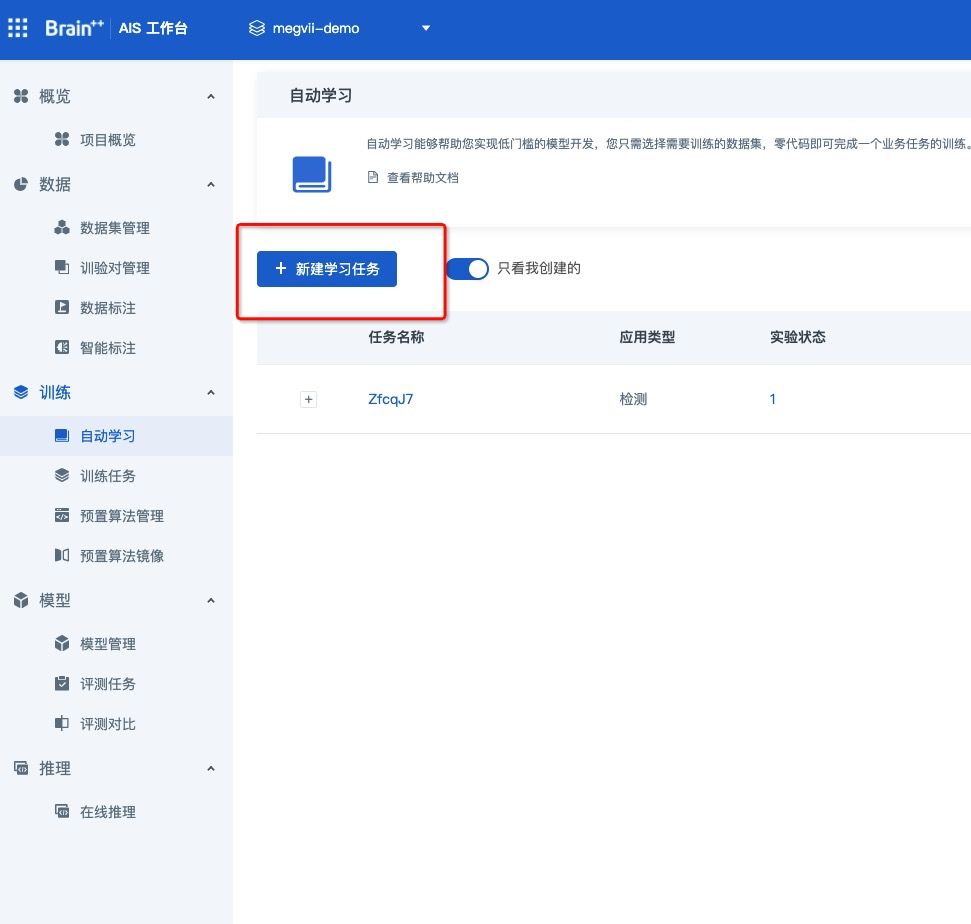 Brain++ AIS 工作台 megvii-demo
概览
项目概览
数据
数据集管理
训验对管理
数据标注
智能标注
训练
自动学习
训练任务
预置算法管理
预置算法镜像
模型
模型管理
评测任务
评测对比
推理
在线推理
自动学习
自动学习能够帮助您实现低门槛的模型开发，您只需选择需要训练的数据集，零代码即可完成一个业务任务的训练。
查看帮助文档
+ 新建学习任务 只看我创建的
任务名称 应用类型 实验状态
+ ZfcqJ7 检测 1